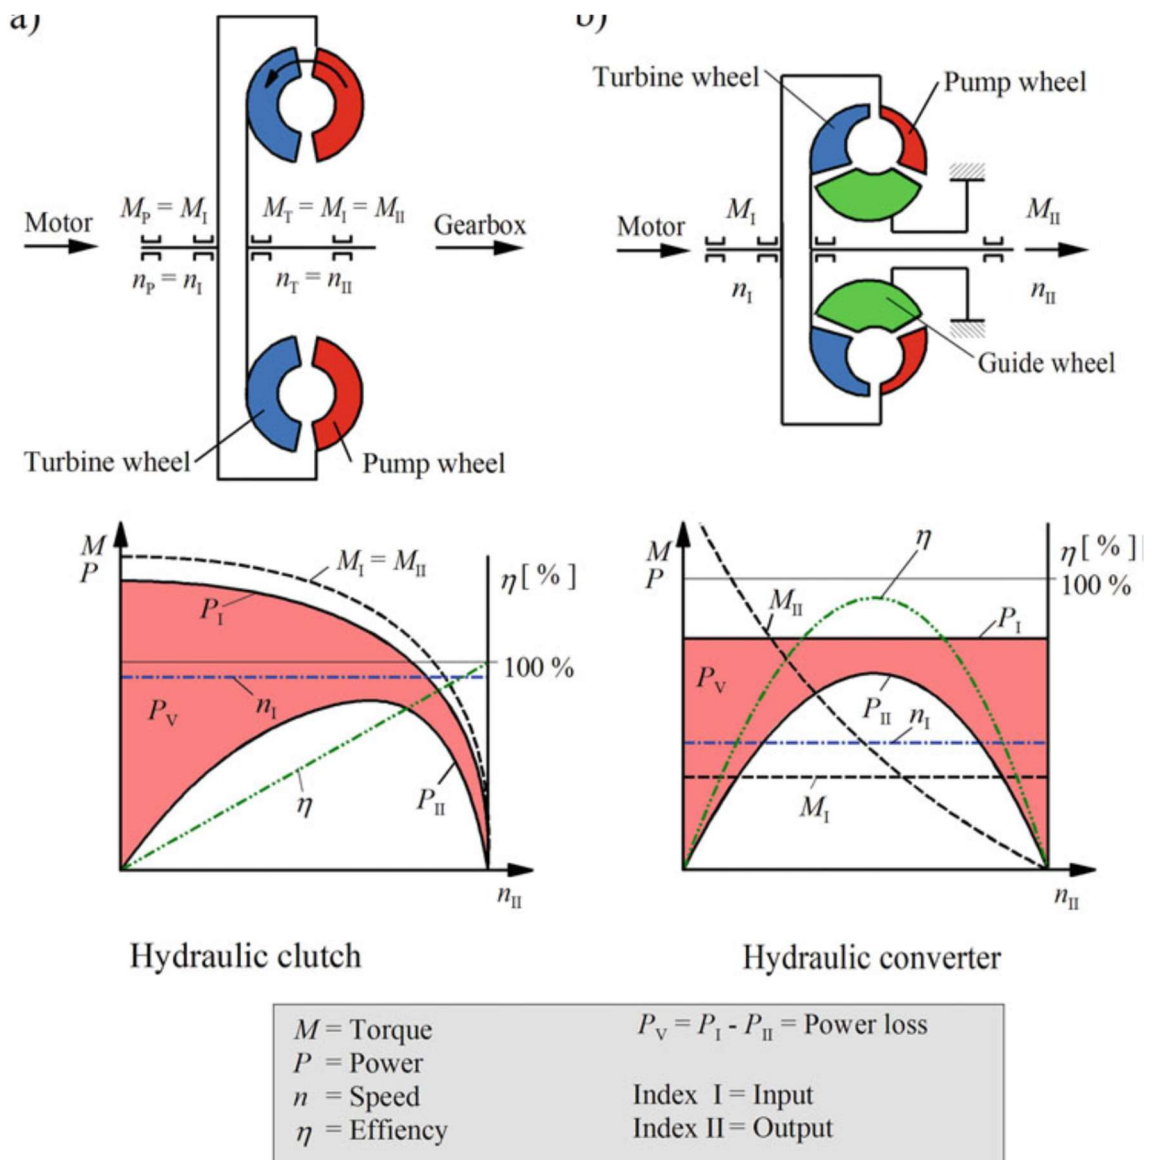 a)
b)
Turbine wheel
Pump wheel
M_P = M_I
M_T = M_I = M_II
Motor
Gearbox
n_P = n_I
n_T = n_II
M_I
M_II
Motor
n_I
n_II
Guide wheel
Turbine wheel
Pump wheel
M
P
M_I = M_II
η [ % ]
P_I
100 %
P_V
n_I
η
P_II
n_II
M
P
η
η [ % ]
100 %
M_II
P_I
P_V
P_II
n_I
M_I
n_II
Hydraulic clutch
Hydraulic converter
M = Torque
P = Power
n = Speed
η = Effiency
P_V = P_I - P_II = Power loss
Index I = Input
Index II = Output